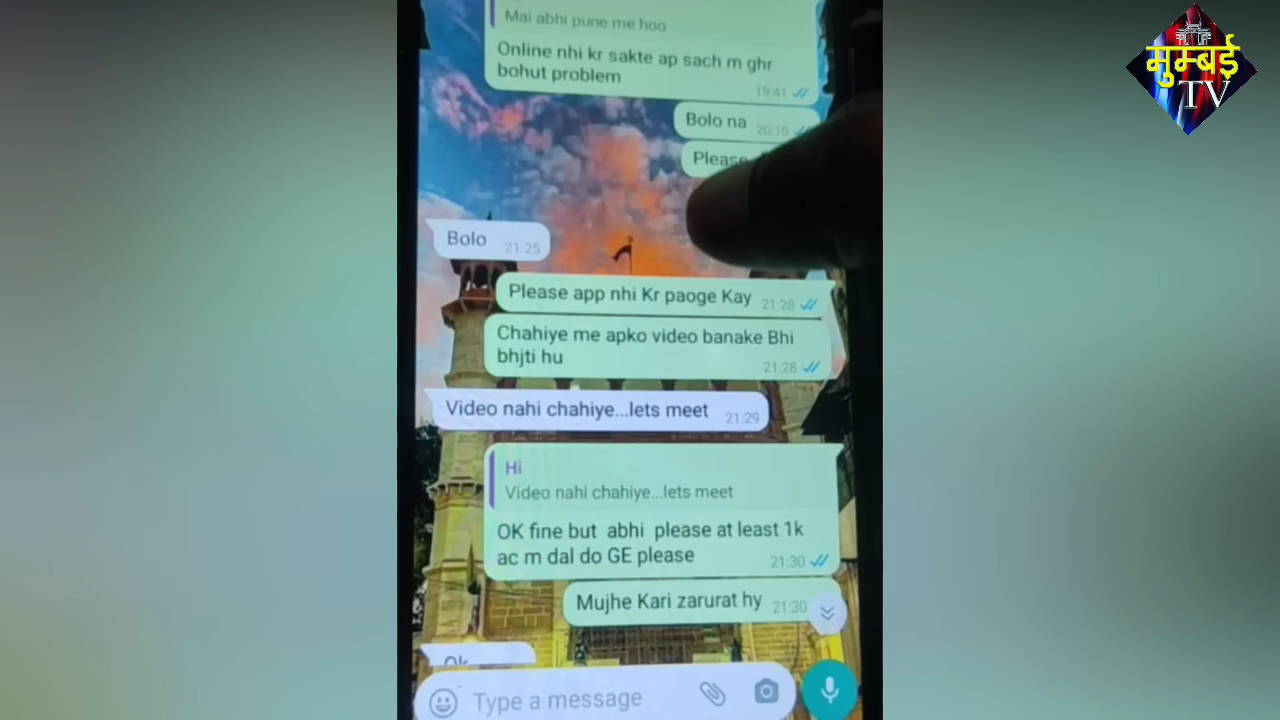 Mai abhi pune me hoo
Online nhi kr sakte ap sach m ghr
bohut problem
19:41
Bolo na
20:10
Please
Bolo
21:25
Please app nhi Kr paoge Kay
21:28
Chahiye me apko video banake Bhi
bhjti hu
21:28
Video nahi chahiye...lets meet
21:29
Hi
Video nahi chahiye...lets meet
OK fine but abhi please at least 1k
ac m dal do GE please
21:30
Mujhe Kari zarurat hy
21:30
Ok
Type a message
मुम्बई
TV